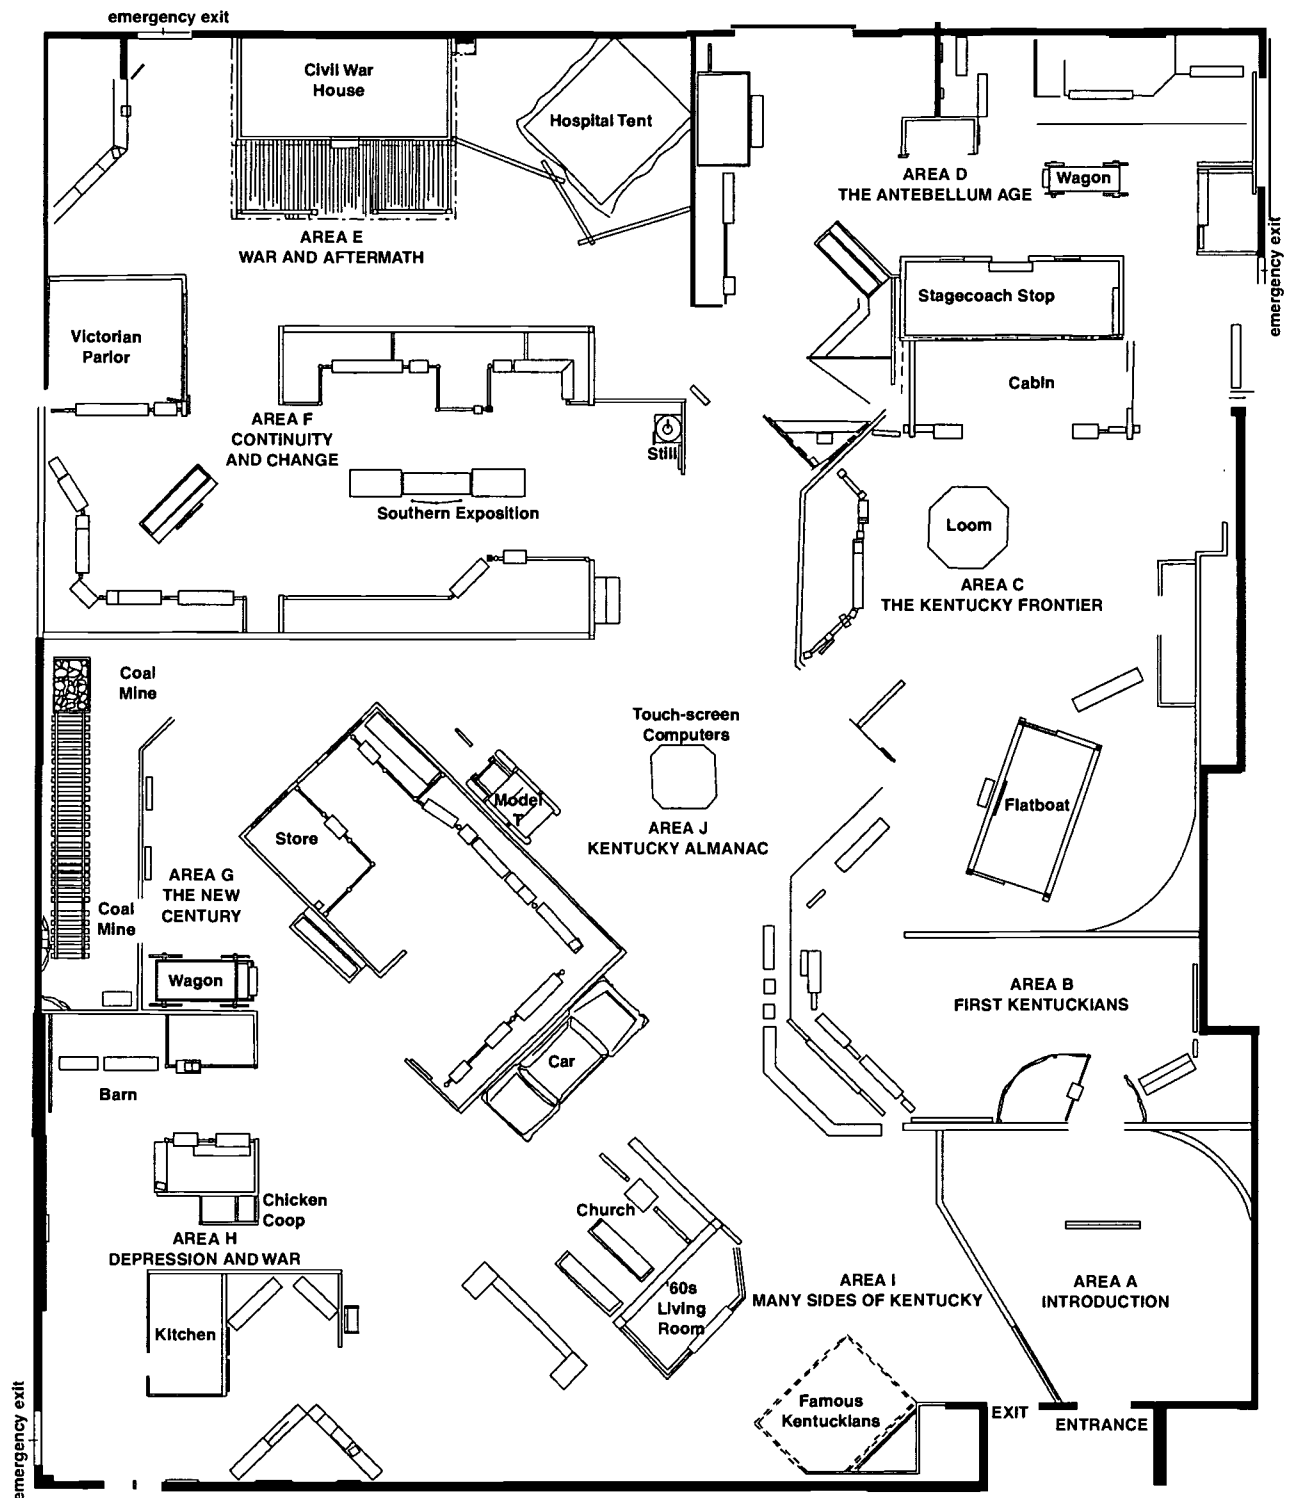 emergency exit
Civil War
House
Hospital Tent
AREA E
WAR AND AFTERMATH
AREA D
THE ANTEBELLUM AGE
Wagon
emergency exit
Stagecoach Stop
Cabin
Victorian
Parlor
AREA F
CONTINUITY
AND CHANGE
Still
Southern Exposition
Loom
AREA C
THE KENTUCKY FRONTIER
Coal
Mine
Touch-screen
Computers
Model
T
Flatboat
AREA J
KENTUCKY ALMANAC
Store
AREA G
THE NEW
CENTURY
Coal
Mine
Wagon
AREA B
FIRST KENTUCKIANS
Car
Barn
Chicken
Coop
AREA H
DEPRESSION AND WAR
Church
'60s
Living
Room
AREA I
MANY SIDES OF KENTUCKY
AREA A
INTRODUCTION
Kitchen
Famous
Kentuckians
EXIT
ENTRANCE
emergency exit